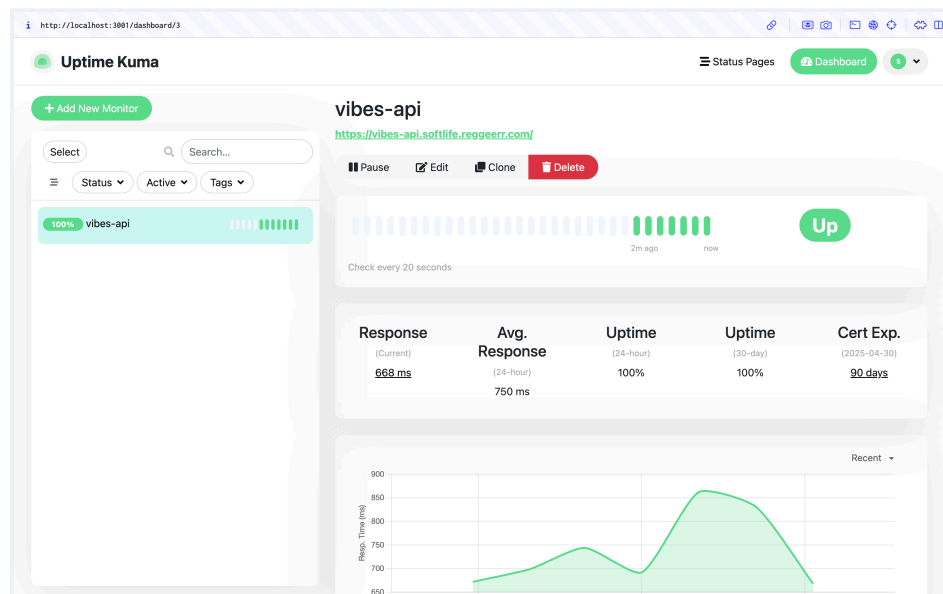 http://localhost:3001/dashboard/3
Uptime Kuma
Status Pages
Dashboard
S
Add New Monitor
Select
Search...
Status
Active
Tags
100%
vibes-api
vibes-api
https://vibes-api.softlife.reggeerr.com/
Pause
Edit
Clone
Delete
2m ago
now
Up
Check every 20 seconds
Response
(Current)
668 ms
Avg.
Response
(24-hour)
750 ms
Uptime
(24-hour)
100%
Uptime
(30-day)
100%
Cert Exp.
(2025-04-30)
90 days
Recent
Resp. Time (ms)
900
850
800
750
700
650